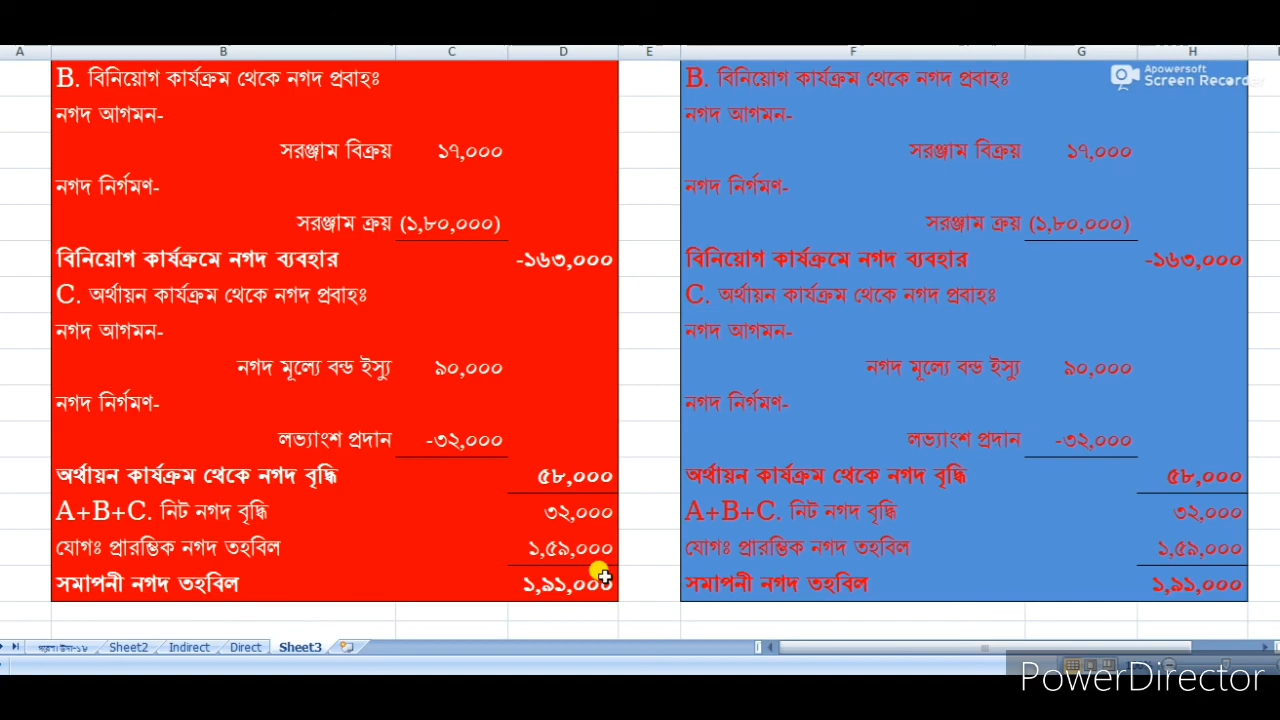 A B C D E F G H
B. বিনিয়োগ কার্যক্রম থেকে নগদ প্রবাহঃ
নগদ আগমন-
সরঞ্জাম বিক্রয় ১৭,০০০
নগদ নির্গমণ-
সরঞ্জাম ক্রয় (১,৮০,০০০)
বিনিয়োগ কার্যক্রমে নগদ ব্যবহার -১৬৩,০০০
C. অর্থায়ন কার্যক্রম থেকে নগদ প্রবাহঃ
নগদ আগমন-
নগদ মূল্যে বন্ড ইস্যু ৯০,০০০
নগদ নির্গমণ-
লভ্যাংশ প্রদান -৩২,০০০
অর্থায়ন কার্যক্রম থেকে নগদ বৃদ্ধি ৫৮,০০০
A+B+C. নিট নগদ বৃদ্ধি ৩২,০০০
যোগঃ প্রারম্ভিক নগদ তহবিল ১,৫৯,০০০
সমাপনী নগদ তহবিল ১,৯১,০০০
B. বিনিয়োগ কার্যক্রম থেকে নগদ প্রবাহঃ
নগদ আগমন-
সরঞ্জাম বিক্রয় ১৭,০০০
নগদ নির্গমণ-
সরঞ্জাম ক্রয় (১,৮০,০০০)
বিনিয়োগ কার্যক্রমে নগদ ব্যবহার -১৬৩,০০০
C. অর্থায়ন কার্যক্রম থেকে নগদ প্রবাহঃ
নগদ আগমন-
নগদ মূল্যে বন্ড ইস্যু ৯০,০০০
নগদ নির্গমণ-
লভ্যাংশ প্রদান -৩২,০০০
অর্থায়ন কার্যক্রম থেকে নগদ বৃদ্ধি ৫৮,০০০
A+B+C. নিট নগদ বৃদ্ধি ৩২,০০০
যোগঃ প্রারম্ভিক নগদ তহবিল ১,৫৯,০০০
সমাপনী নগদ তহবিল ১,৯১,০০০
Apowersoft
Screen Recorder
Sheet2 Indirect Direct Sheet3
PowerDirector